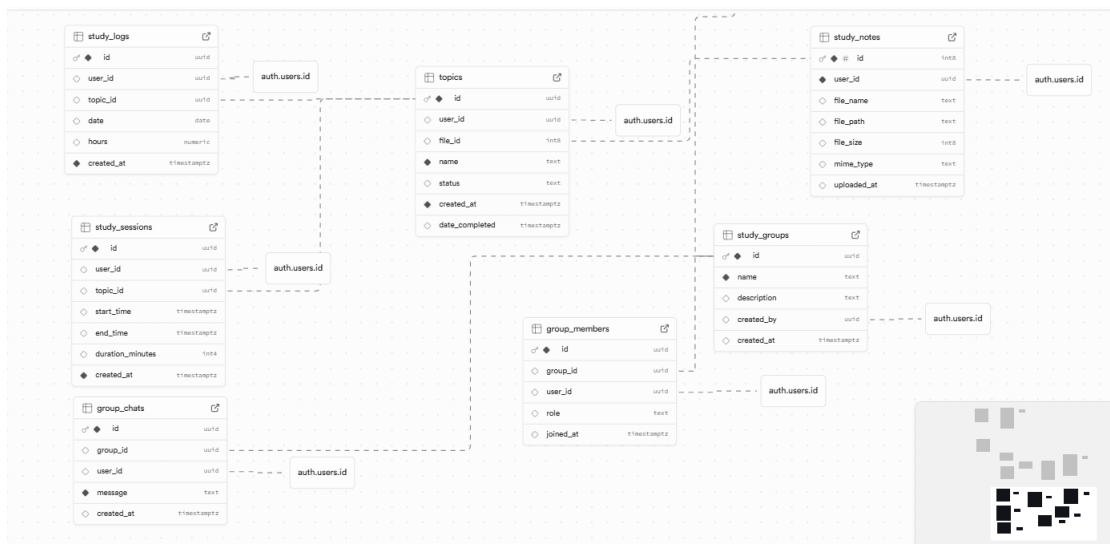 study_logs
id uuid
user_id uuid
topic_id uuid
date date
hours numeric
created_at timestamptz
auth.users.id
topics
id uuid
user_id uuid
file_id int8
name text
status text
created_at timestamptz
date_completed timestamptz
auth.users.id
study_notes
# id int8
user_id uuid
file_name text
file_path text
file_size int8
mime_type text
uploaded_at timestamptz
auth.users.id
study_sessions
id uuid
user_id uuid
topic_id uuid
start_time timestamptz
end_time timestamptz
duration_minutes int4
created_at timestamptz
auth.users.id
study_groups
id uuid
name text
description text
created_by uuid
created_at timestamptz
auth.users.id
group_members
id uuid
group_id uuid
user_id uuid
role text
joined_at timestamptz
auth.users.id
group_chats
id uuid
group_id uuid
user_id uuid
message text
created_at timestamptz
auth.users.id